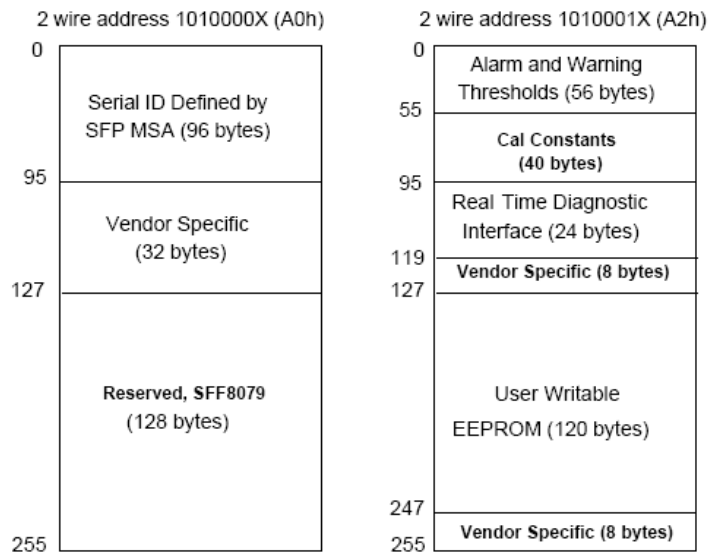 2 wire address 1010000X (A0h)
0
Serial ID Defined by
SFP MSA (96 bytes)
95
Vendor Specific
(32 bytes)
127
Reserved, SFF8079
(128 bytes)
255
2 wire address 1010001X (A2h)
0
Alarm and Warning
Thresholds (56 bytes)
55
Cal Constants
(40 bytes)
95
Real Time Diagnostic
Interface (24 bytes)
119
Vendor Specific (8 bytes)
127
User Writable
EEPROM (120 bytes)
247
Vendor Specific (8 bytes)
255